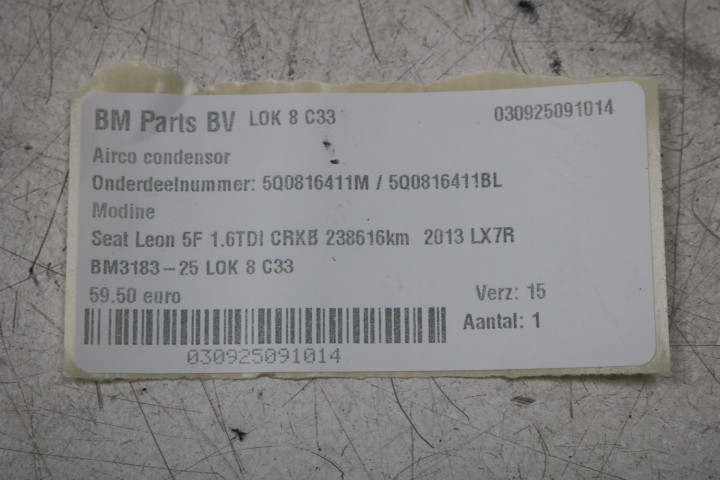 BM Parts BV LOK 8 C33 030925091014
Airco condensor
Onderdeelnummer: 5Q0816411M / 5Q0816411BL
Modine
Seat Leon 5F 1.6TDI CRKB 238616km 2013 LX7R
BM3183-25 LOK 8 C33
59.50 euro Verz: 15
Aantal: 1
030925091014